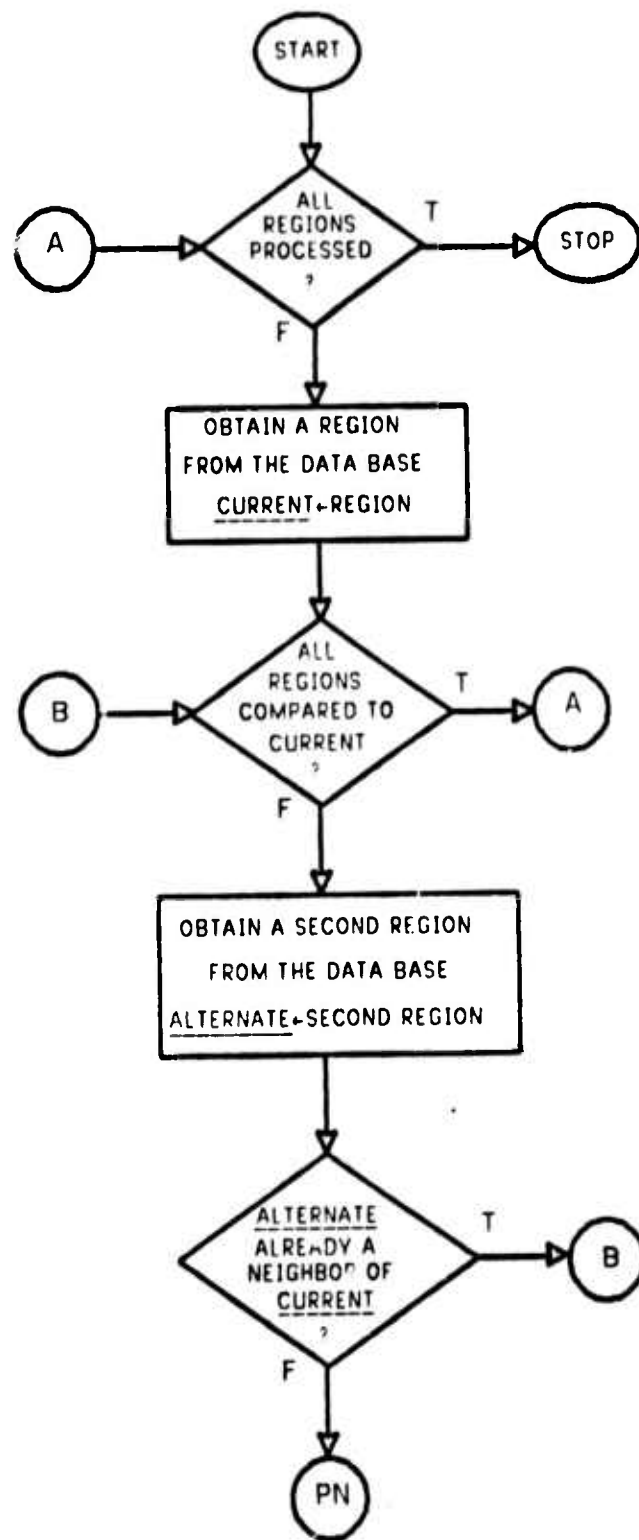 START
ALL
REGIONS
PROCESSED
?
T
STOP
A
F
OBTAIN A REGION
FROM THE DATA BASE
CURRENT←REGION
ALL
REGIONS
COMPARED TO
CURRENT
?
T
A
B
F
OBTAIN A SECOND REGION
FROM THE DATA BASE
ALTERNATE←SECOND REGION
ALTERNATE
ALREADY A
NEIGHBOR OF
CURRENT
?
T
B
F
PN